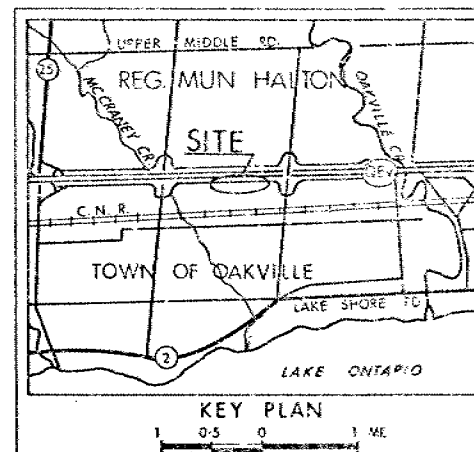 UPPER MIDDLE RD.
REG. MUN HALTON
25
McCRANEY CR.
OAKVILLE CR.
SITE
QEW
C.N.R.
TOWN OF OAKVILLE
LAKE SHORE RD
2
LAKE ONTARIO
KEY PLAN
1 0·5 0 1 MI